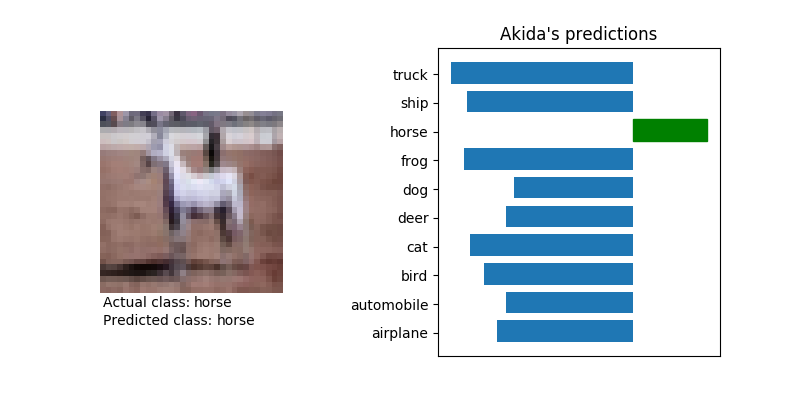 Akida's predictions
truck
ship
horse
frog
dog
deer
cat
bird
automobile
airplane
Actual class: horse
Predicted class: horse